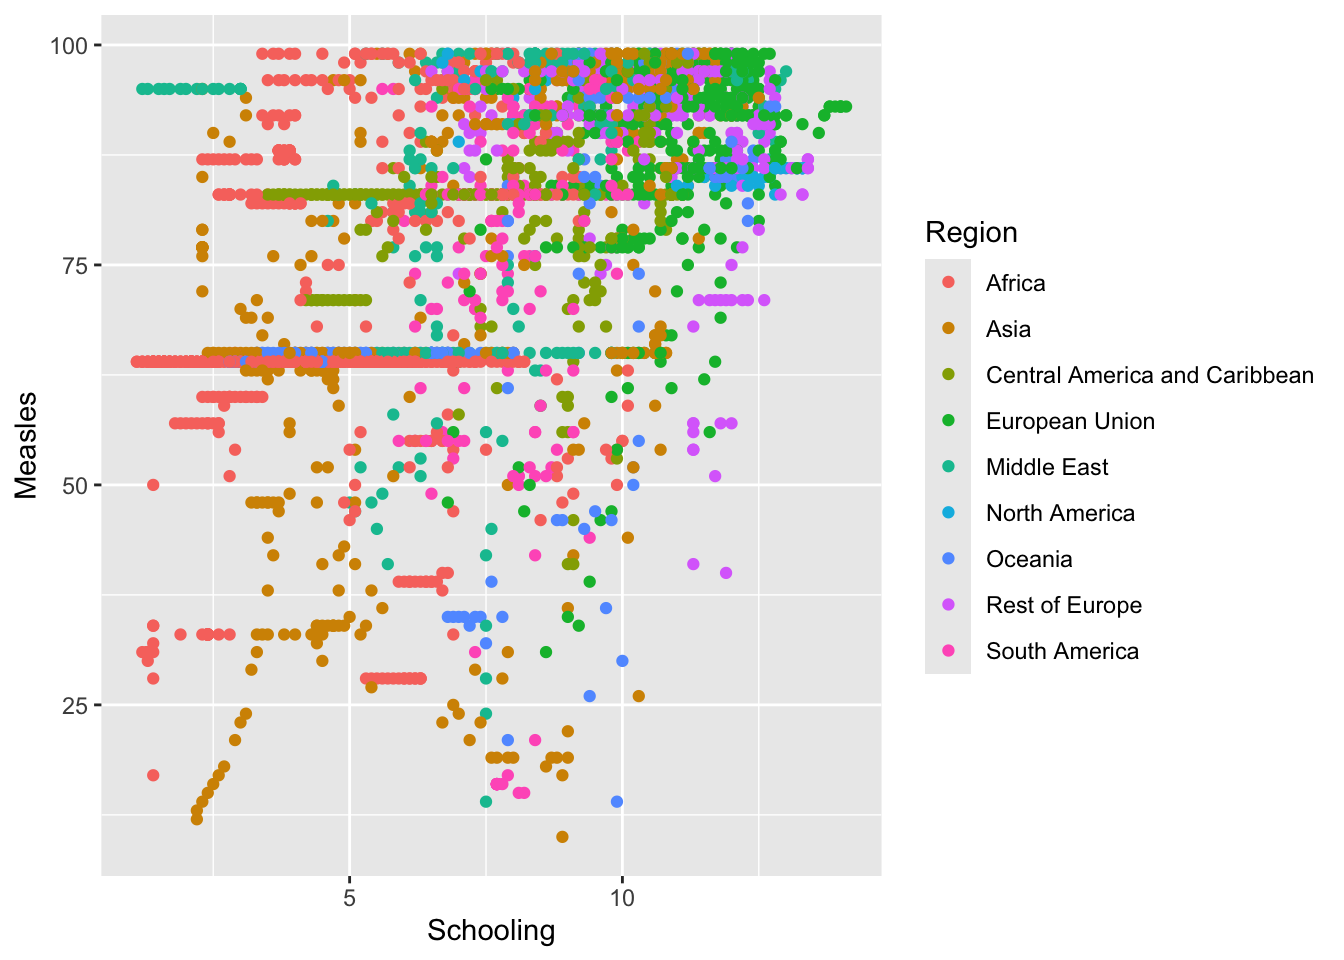 100
75
50
25
Measles
5
10
Schooling
Region
Africa
Asia
Central America and Caribbean
European Union
Middle East
North America
Oceania
Rest of Europe
South America